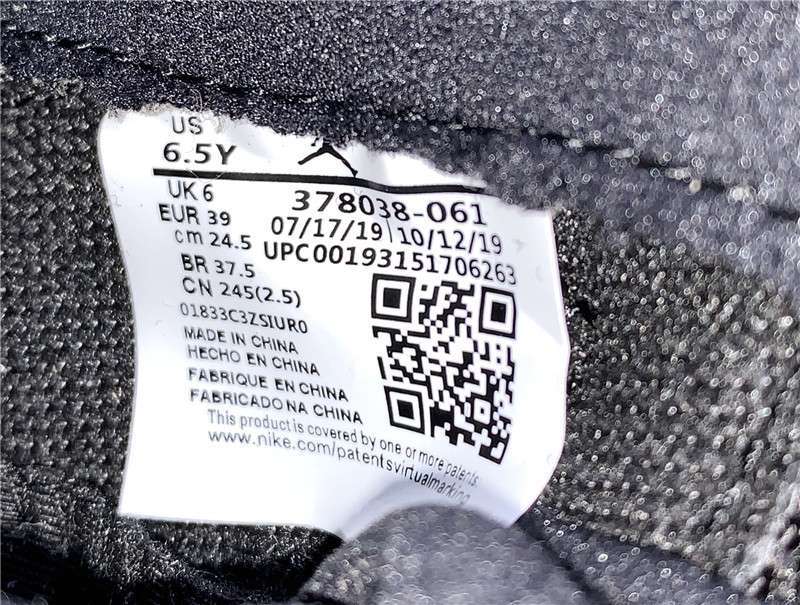 US
6.5Y
UK 6
EUR 39
cm 24.5
BR 37.5
CN 245(2.5)
378038-061
07/17/19 10/12/19
UPC00193151706263
01833C3ZSIUR0
MADE IN CHINA
HECHO EN CHINA
FABRIQUE EN CHINA
FABRICADO NA CHINA
This product is covered by one or more patents.
www.nike.com/patentsvirtualmarking